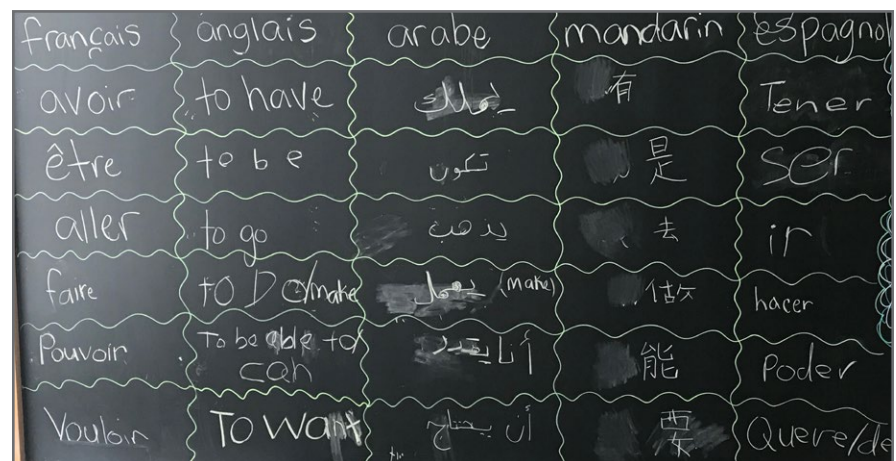 français anglais arabe mandarin espagnol
avoir to have يملك 有 Tener
être to be تكون 是 ser
aller to go يذهب 去 ir
faire to Do/make يعمل (make) 做 hacer
Pouvoir To be able to/ can 能 Poder
Vouloir To Want أن يحتاج 要 Quere/de